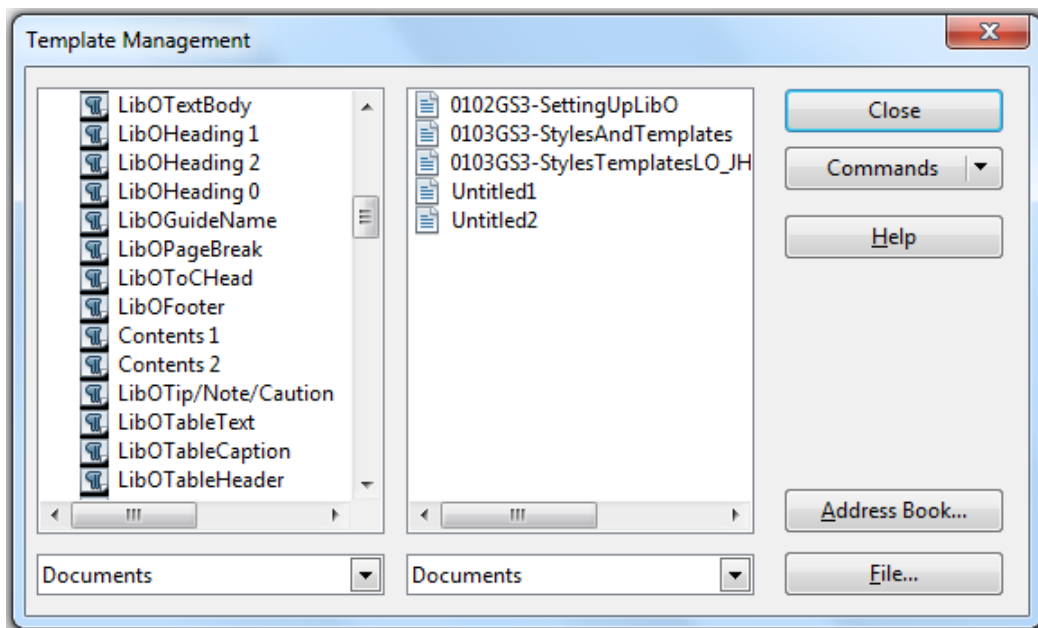 Template Management
LibOTextBody
LibOHeading 1
LibOHeading 2
LibOHeading 0
LibOGuideName
LibOPageBreak
LibOToCHead
LibOFooter
Contents 1
Contents 2
LibOTip/Note/Caution
LibOTableText
LibOTableCaption
LibOTableHeader
Documents
0102GS3-SettingUpLibO
0103GS3-StylesAndTemplates
0103GS3-StylesTemplatesLO_JH
Untitled1
Untitled2
Documents
Close
Commands
Help
Address Book...
File...